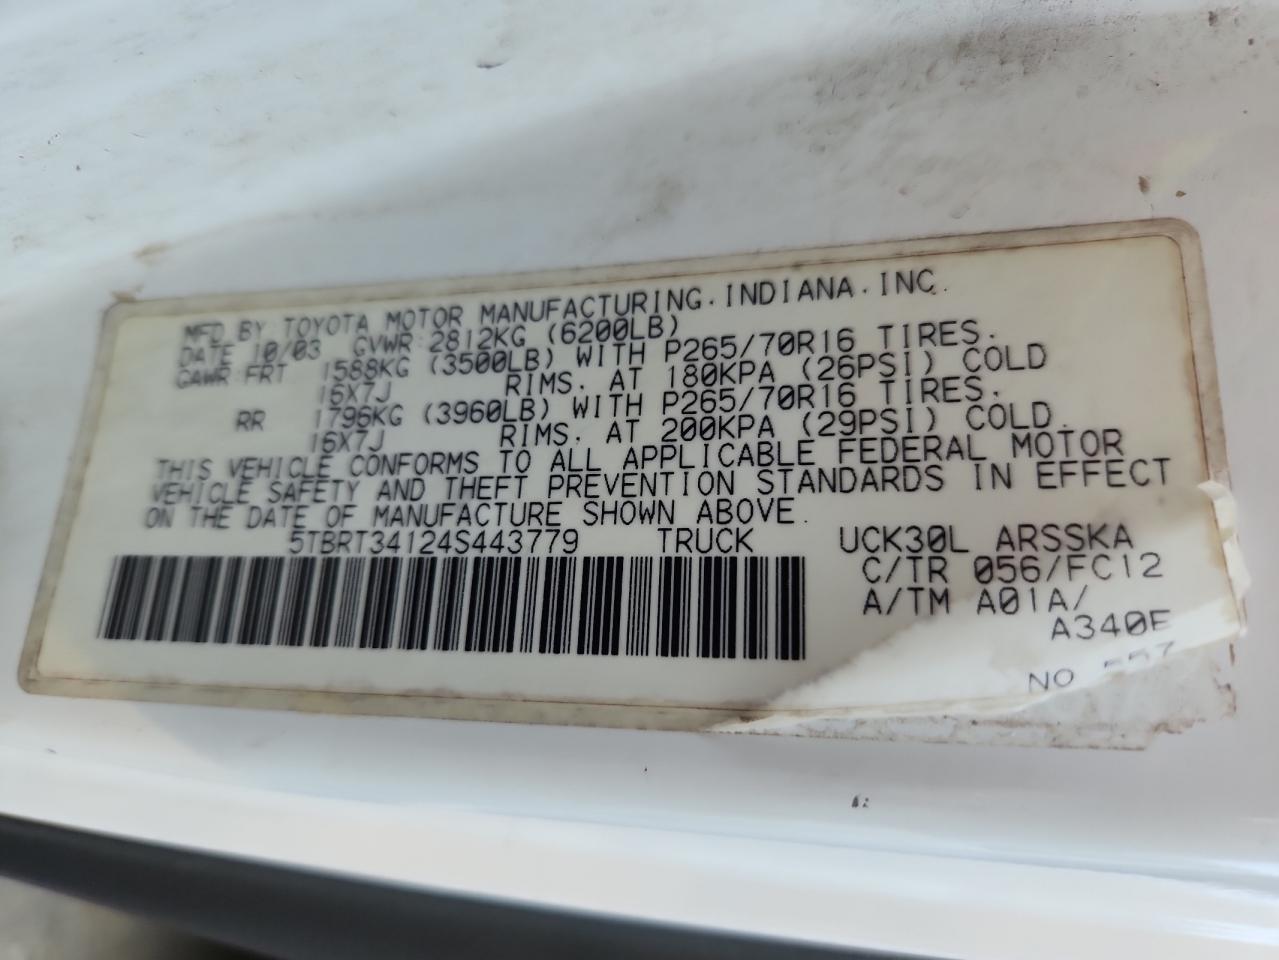 MFD. BY: TOYOTA MOTOR MANUFACTURING. INDIANA. INC.
DATE 10/03 GVWR: 2812KG (6200LB)
GAWR: FRT 1588KG (3500LB) WITH P265/70R16 TIRES.
16X7J RIMS. AT 180KPA (26PSI) COLD
RR 1796KG (3960LB) WITH P265/70R16 TIRES.
16X7J RIMS. AT 200KPA (29PSI) COLD.
THIS VEHICLE CONFORMS TO ALL APPLICABLE FEDERAL MOTOR
VEHICLE SAFETY AND THEFT PREVENTION STANDARDS IN EFFECT
ON THE DATE OF MANUFACTURE SHOWN ABOVE.
5TBRT34124S443779 TRUCK UCK30L ARSSKA
C/TR 056/FC12
A/TM A01A/
A340E
NO